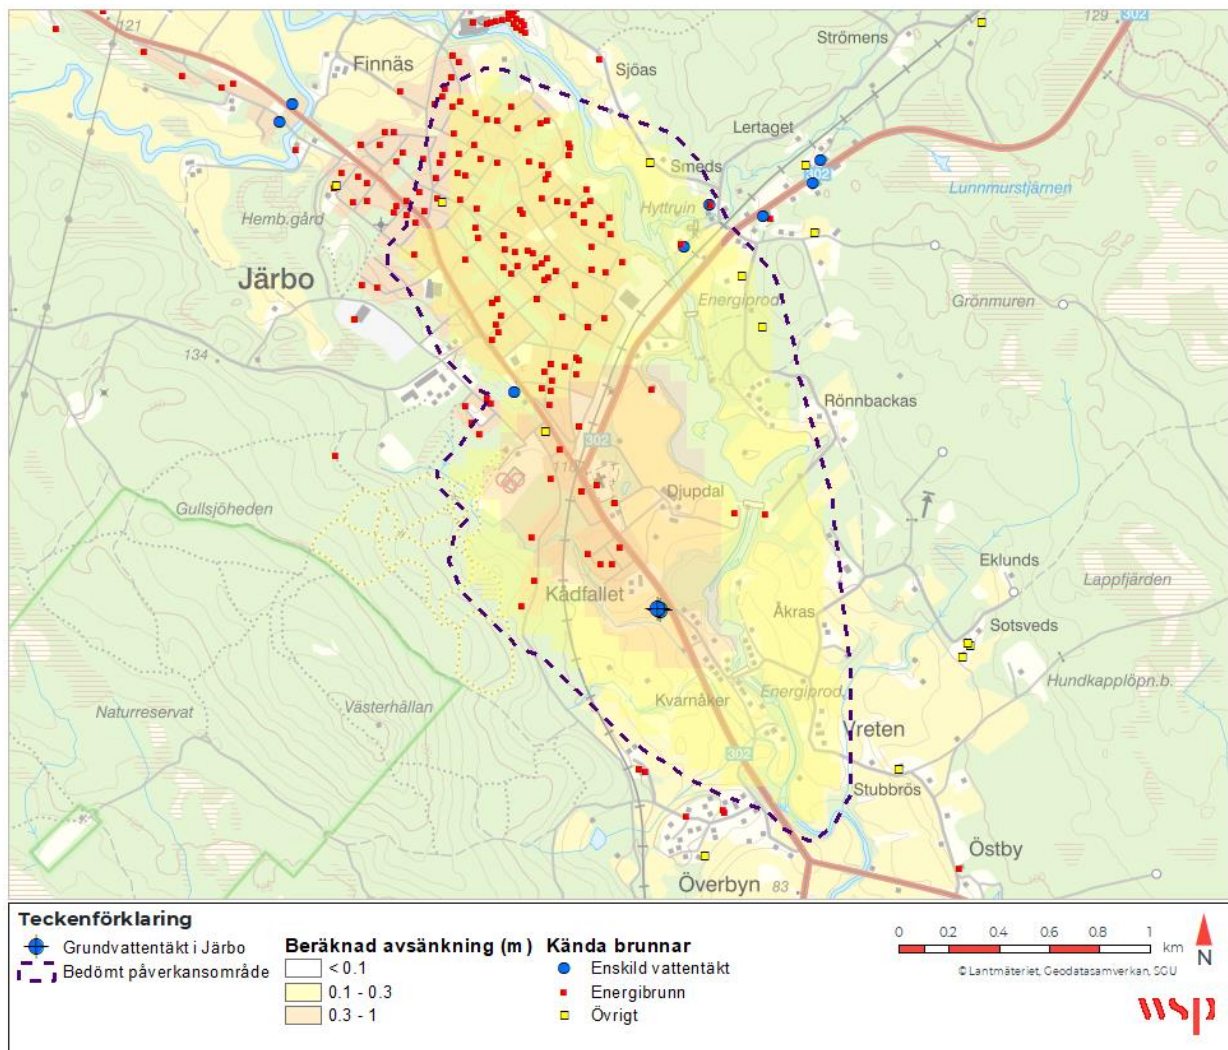 121
129
302
Strömens
Finnäs
Sjöas
Lertaget
302
Smeds
Lunnmurstjärnen
Hyttruin
Hemb.gård
Järbo
Energiprod.
Grönmuren
134
Rönnbackas
302
110
Djupdal
Gullsjöheden
Eklunds
Lappfjärden
Kådfallet
Åkras
Sotsveds
Hundkapplöpn.b.
Kvarnåker
Energiprod.
Naturreservat
Västerhällan
Vreten
302
Stubbrös
Östby
Överbyn
83
Teckenförklaring
Grundvattentäkt i Järbo
Bedömt påverkansområde
Beräknad avsänkning (m)
< 0.1
0.1 - 0.3
0.3 - 1
Kända brunnar
Enskild vattentäkt
Energibrunn
Övrigt
0 0.2 0.4 0.6 0.8 1
km
N
©Lantmäteriet, Geodatasamverkan, SGU
wsp